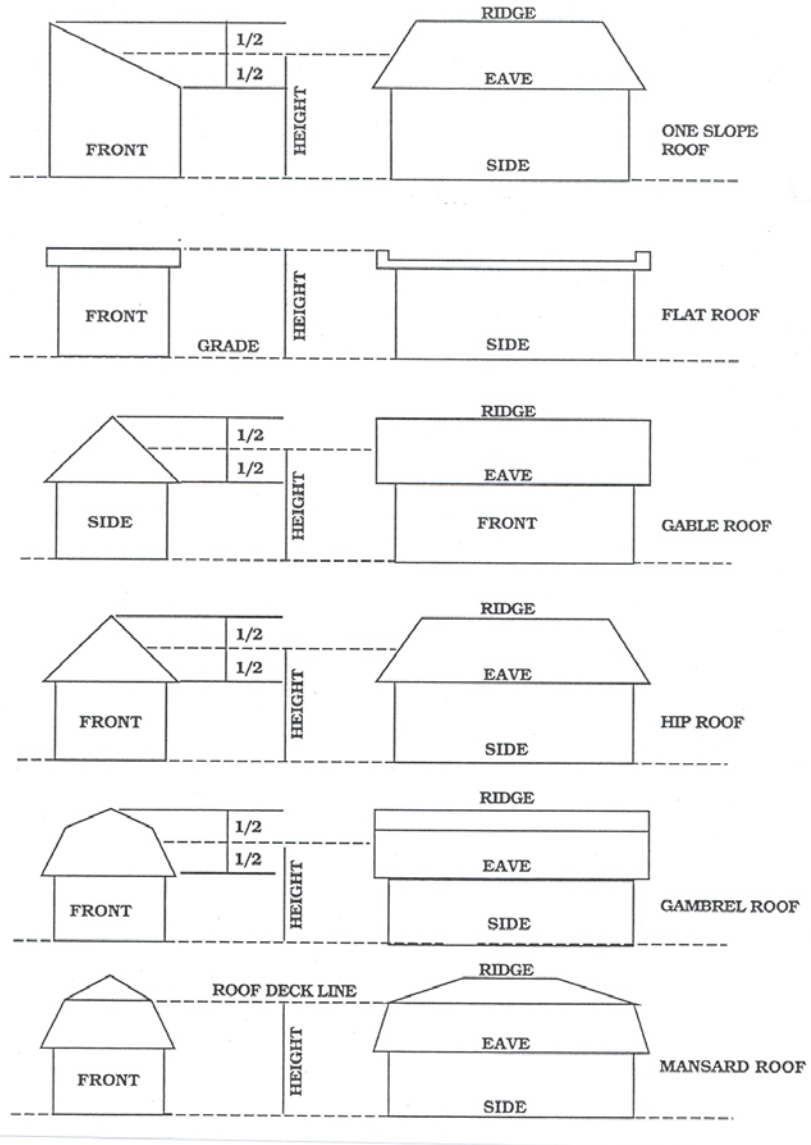 RIDGE
1/2
1/2
HEIGHT
EAVE
FRONT
SIDE
ONE SLOPE
ROOF
FRONT
GRADE
HEIGHT
SIDE
FLAT ROOF
RIDGE
1/2
1/2
HEIGHT
EAVE
SIDE
FRONT
GABLE ROOF
RIDGE
1/2
1/2
HEIGHT
EAVE
FRONT
SIDE
HIP ROOF
RIDGE
1/2
1/2
HEIGHT
EAVE
FRONT
SIDE
GAMBREL ROOF
RIDGE
ROOF DECK LINE
HEIGHT
EAVE
FRONT
SIDE
MANSARD ROOF